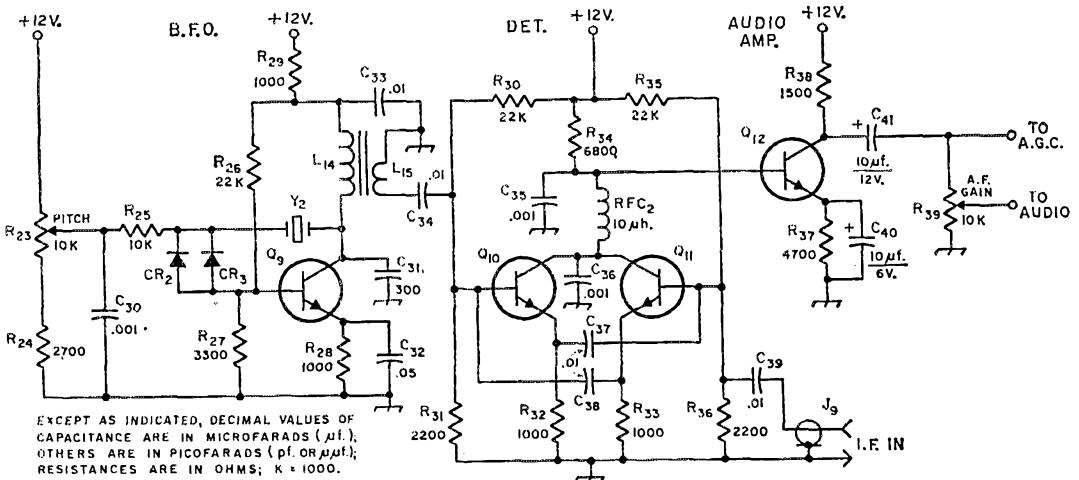 +12V.
B.F.O.
+12V.
DET.
+12V.
AUDIO
AMP.
+12V.
R29
1000
C33
.01
R30
22K
R35
22K
R38
1500
R34
6800
Q12
C41
+
10µf.
12V.
TO
A.G.C.
R26
22K
L14
L15
.01
C34
C35
.001
RFC2
10µh.
A.F.
GAIN
R39
10K
TO
AUDIO
R23
PITCH
10K
R25
10K
Y2
CR2
CR3
Q9
C31
300
Q10
Q11
C36
.001
R37
4700
+
C40
10µf.
6V.
C30
.001
R24
2700
R27
3300
R28
1000
C32
.05
C37
.01
C38
C39
.01
R31
2200
R32
1000
R33
1000
R36
2200
J9
I.F. IN
EXCEPT AS INDICATED, DECIMAL VALUES OF
CAPACITANCE ARE IN MICROFARADS (µf.);
OTHERS ARE IN PICOFARADS (pf. OR µµf.);
RESISTANCES ARE IN OHMS; K = 1000.